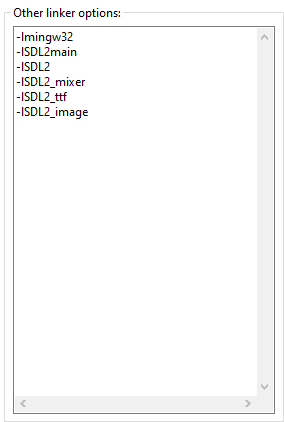 Other linker options:
-lmingw32
-lSDL2main
-lSDL2
-lSDL2_mixer
-lSDL2_ttf
-lSDL2_image